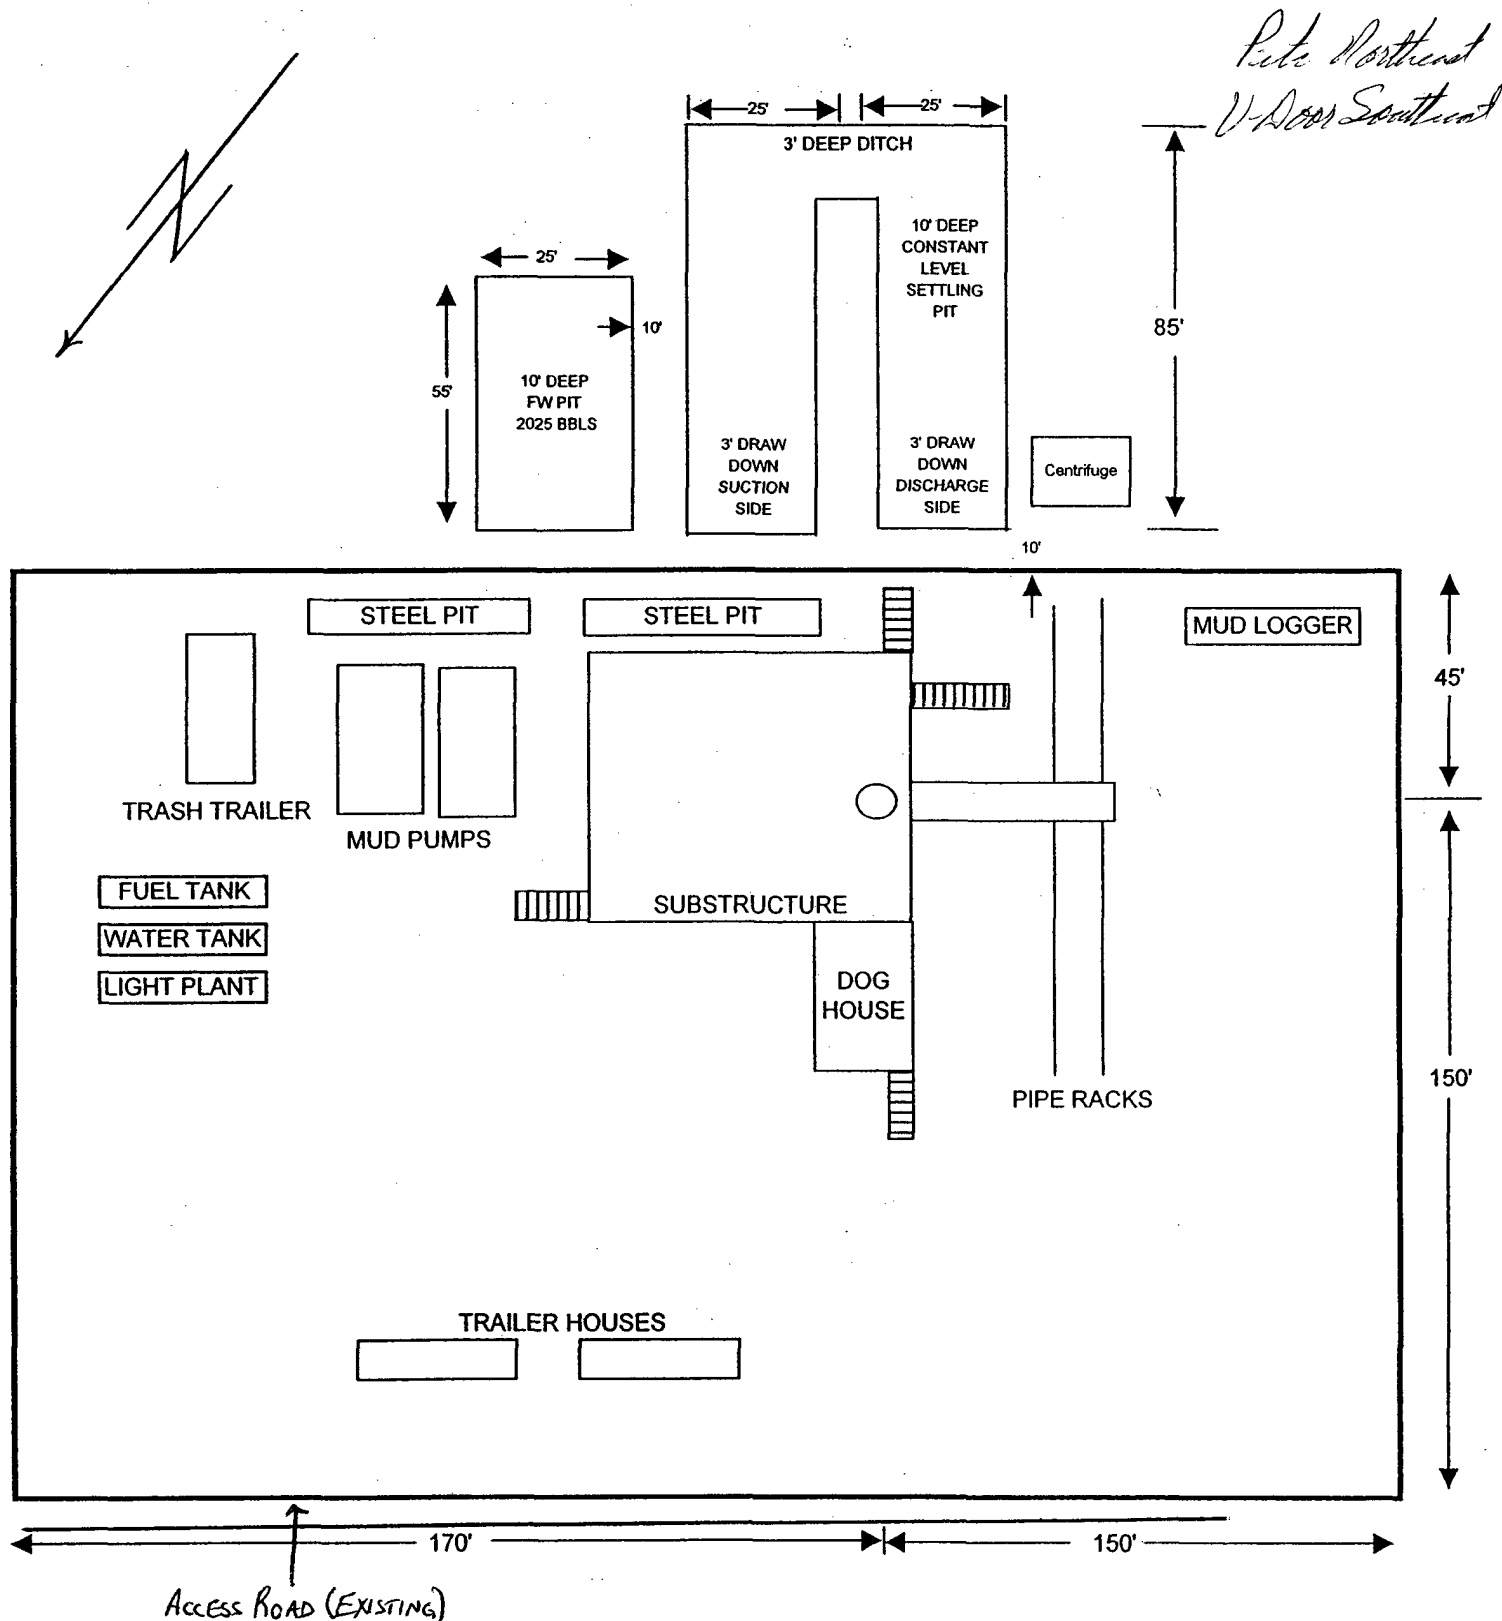 Pits Northeast
V-Door Southeast
25'
25'
3' DEEP DITCH
10' DEEP
CONSTANT
LEVEL
SETTLING
PIT
25'
10'
85'
55'
10' DEEP
FW PIT
2025 BBLS
3' DRAW
DOWN
SUCTION
SIDE
3' DRAW
DOWN
DISCHARGE
SIDE
Centrifuge
10'
STEEL PIT
STEEL PIT
MUD LOGGER
45'
TRASH TRAILER
MUD PUMPS
FUEL TANK
WATER TANK
LIGHT PLANT
SUBSTRUCTURE
DOG
HOUSE
PIPE RACKS
150'
TRAILER HOUSES
170'
150'
ACCESS ROAD (EXISTING)